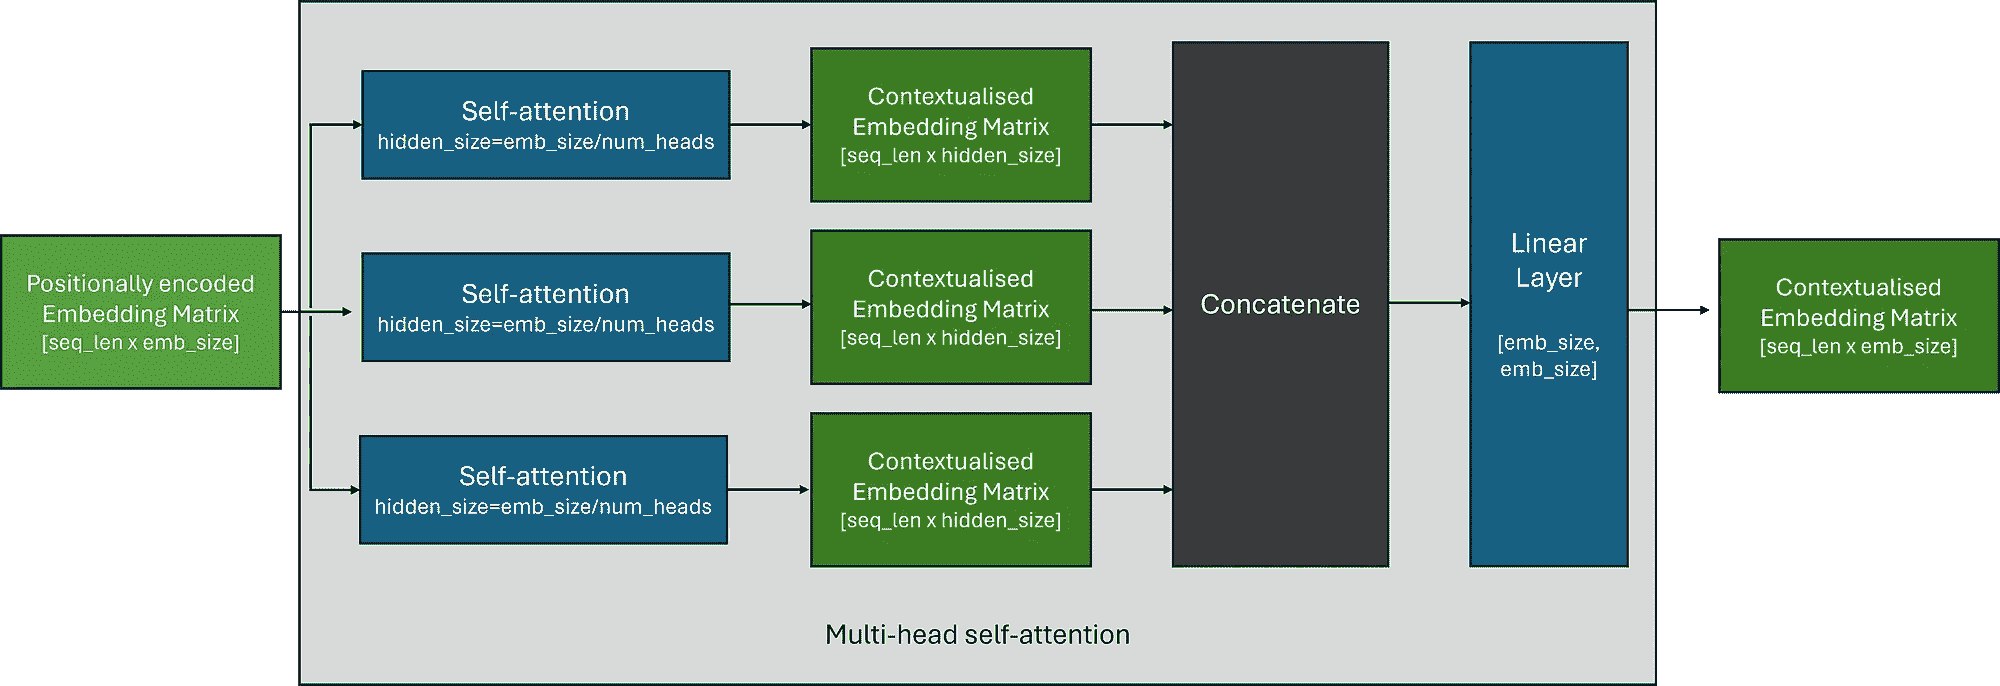 Positionally encoded
Embedding Matrix
[seq_len x emb_size]
Self-attention
hidden_size=emb_size/num_heads
Self-attention
hidden_size=emb_size/num_heads
Self-attention
hidden_size=emb_size/num_heads
Contextualised
Embedding Matrix
[seq_len x hidden_size]
Contextualised
Embedding Matrix
[seq_len x hidden_size]
Contextualised
Embedding Matrix
[seq_len x hidden_size]
Concatenate
Linear
Layer
[emb_size,
emb_size]
Contextualised
Embedding Matrix
[seq_len x emb_size]
Multi-head self-attention